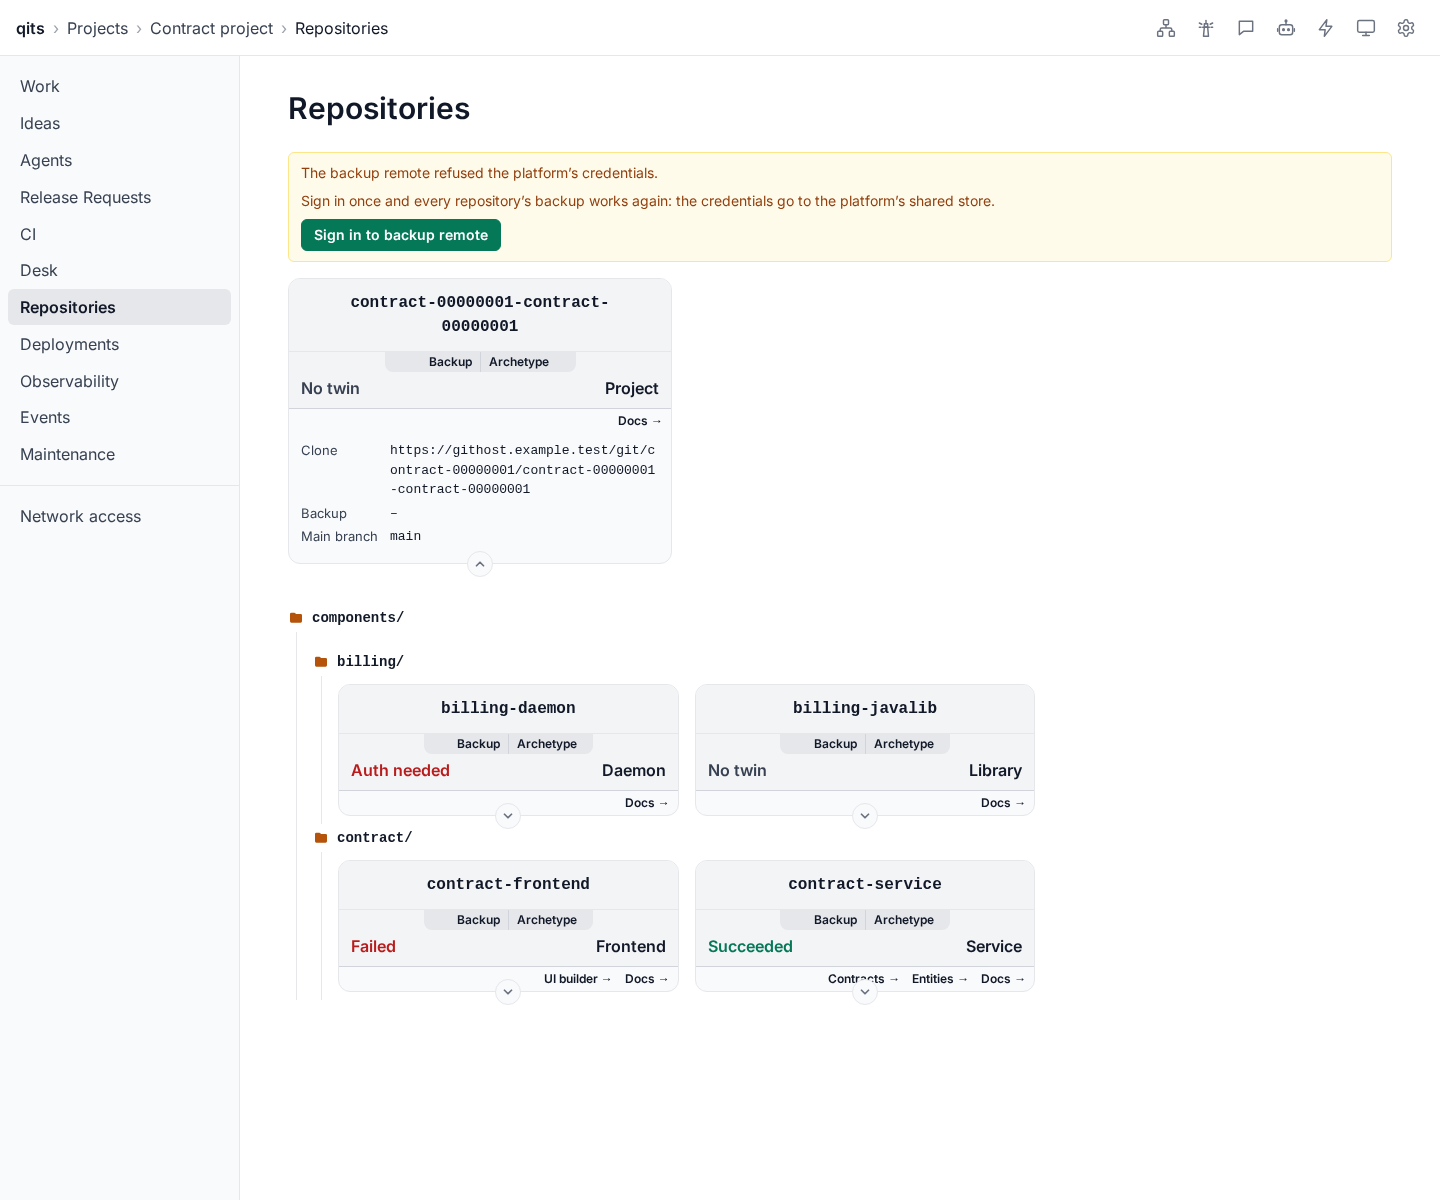 qits › Projects › Contract project › Repositories
Work
Ideas
Agents
Release Requests
CI
Desk
Repositories
Deployments
Observability
Events
Maintenance
Network access
Repositories
The backup remote refused the platform’s credentials.
Sign in once and every repository’s backup works again: the credentials go to the platform’s shared store.
Sign in to backup remote
contract-00000001-contract-
00000001
Backup Archetype
No twin Project
Docs →
Clone https://githost.example.test/git/c
ontract-00000001/contract-00000001
-contract-00000001
Backup –
Main branch main
components/
billing/
billing-daemon
Backup Archetype
Auth needed Daemon
Docs →
billing-javalib
Backup Archetype
No twin Library
Docs →
contract/
contract-frontend
Backup Archetype
Failed Frontend
UI builder → Docs →
contract-service
Backup Archetype
Succeeded Service
Contracts → Entities → Docs →